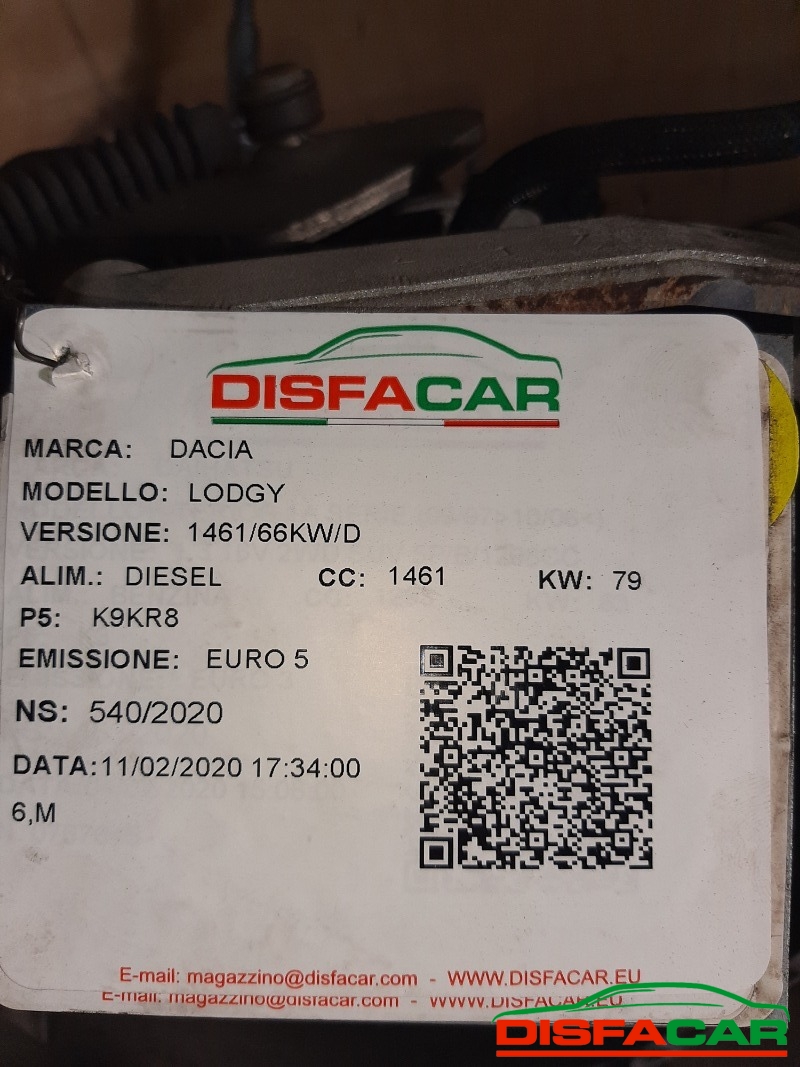 DISFACAR
MARCA: DACIA
MODELLO: LODGY
VERSIONE: 1461/66KW/D
ALIM.: DIESEL CC: 1461 KW: 79
P5: K9KR8
EMISSIONE: EURO 5
NS: 540/2020
DATA:11/02/2020 17:34:00
6,M
E-mail: magazzino@disfacar.com - WWW.DISFACAR.EU
E-mail: magazzino@disfacar.com - WWW.DISFACAR.EU
DISFACAR